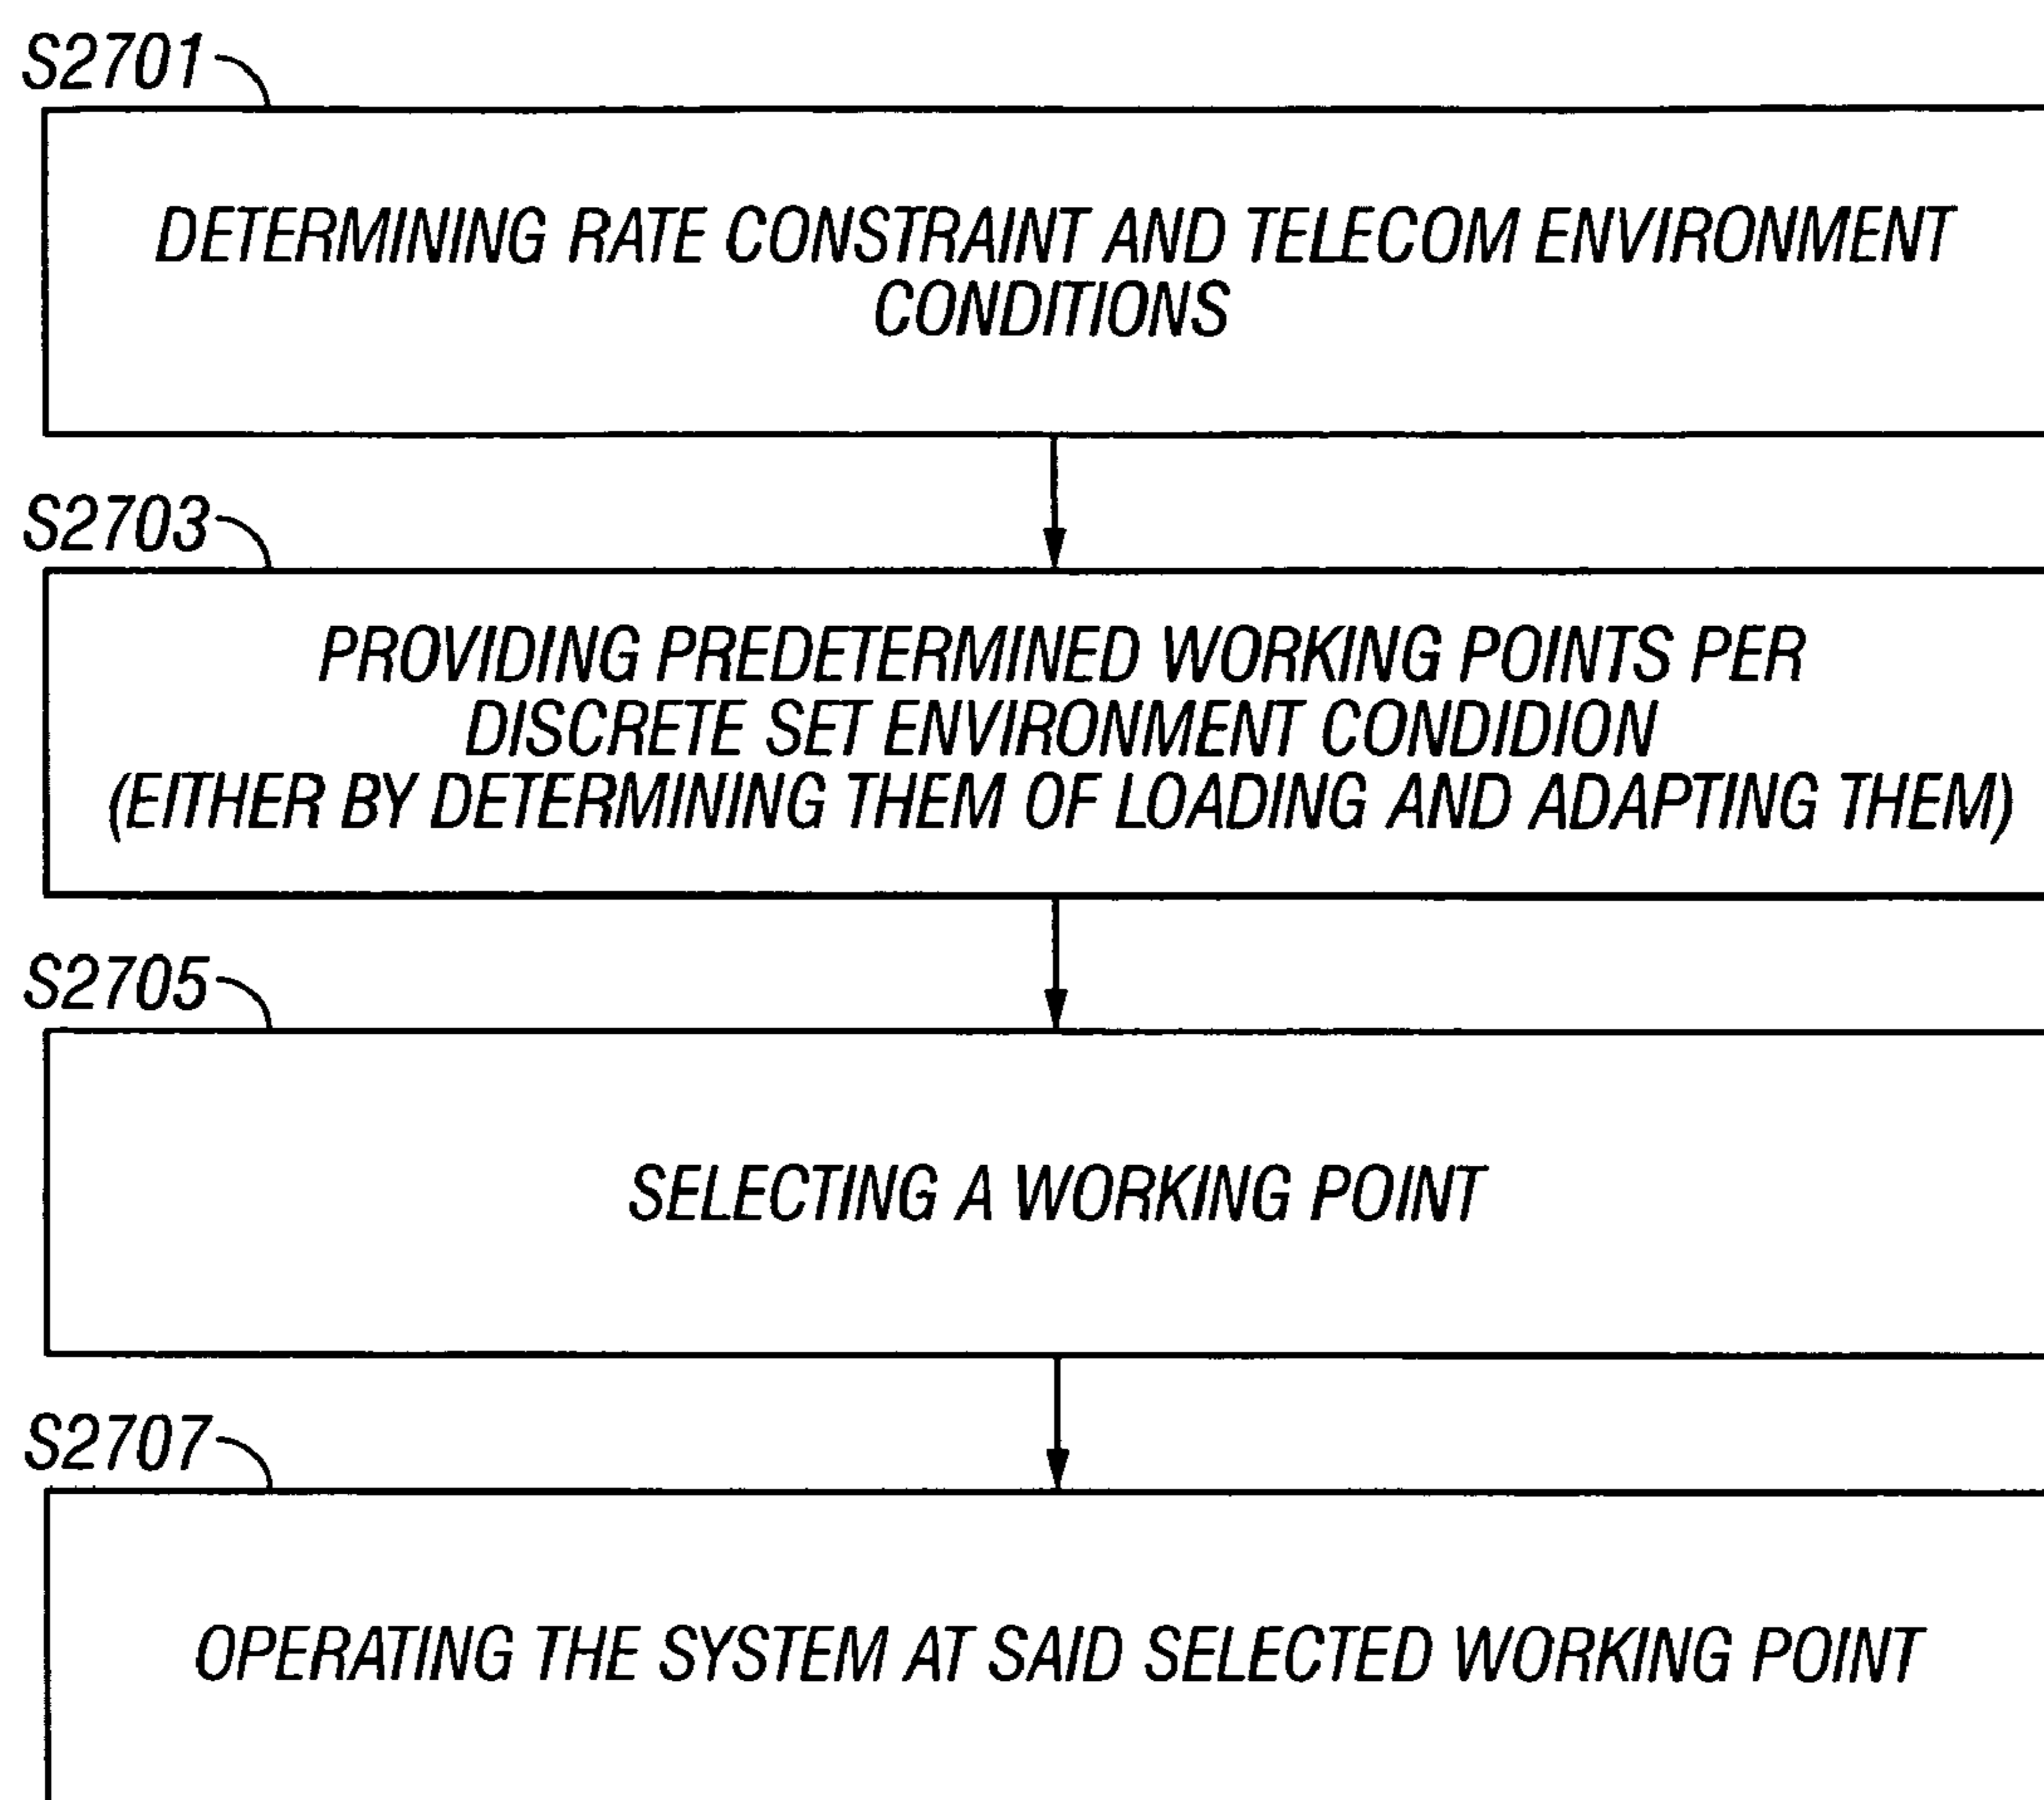 S2701
DETERMINING RATE CONSTRAINT AND TELECOM ENVIRONMENT
CONDITIONS
S2703
PROVIDING PREDETERMINED WORKING POINTS PER
DISCRETE SET ENVIRONMENT CONDIDION
(EITHER BY DETERMINING THEM OF LOADING AND ADAPTING THEM)
S2705
SELECTING A WORKING POINT
S2707
OPERATING THE SYSTEM AT SAID SELECTED WORKING POINT